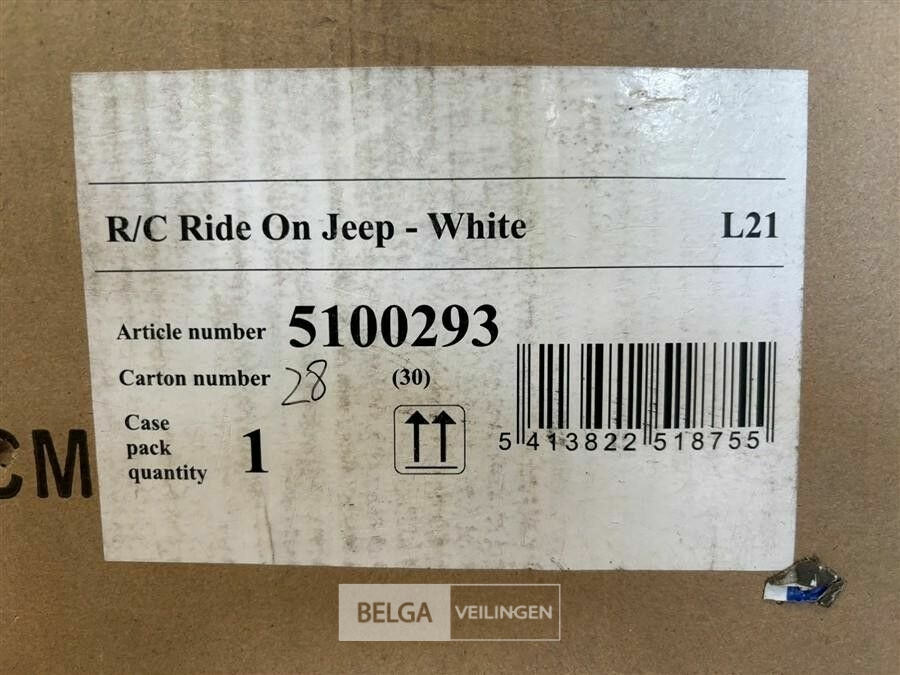 R/C Ride On Jeep - White L21
Article number 5100293
Carton number 28 (30)
Case
pack
quantity 1
5 413822 518755
CM
BELGA VEILINGEN